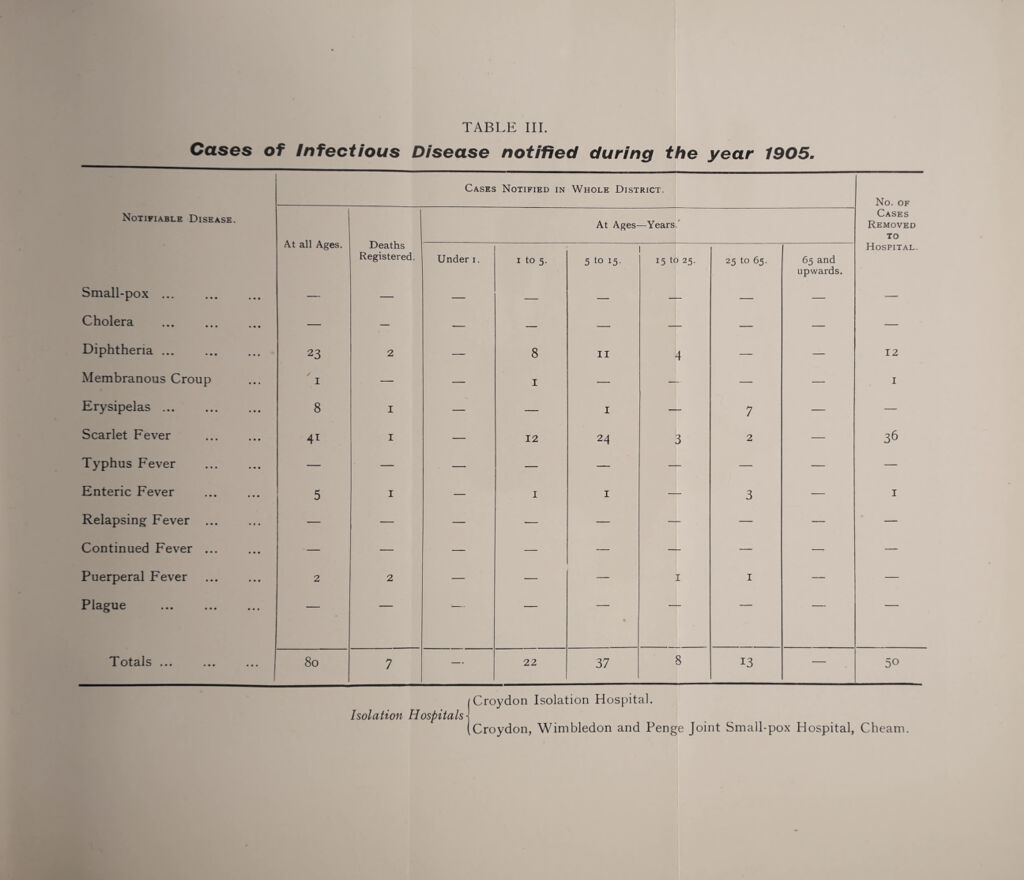 TABLE III.
Cases of Infectious Disease notified during the year 1905.
NOTIFIABLE DISEASE.
CASES NOTIFIED IN WHOLE DISTRICT.
NO. OF CASES REMOVED TO HOSPITAL.
At all Ages.
Deaths Registered.
At Ages—Years.
Under 1.
1 to 5.
5 to 15.
15 to 25.
25 to 65.
65 and upwards.
Small-pox ... ... ... — — — — — — — — —
Cholera ... ... ... — — — — — — — — —
Diphtheria ... ... ... 23 2 — 8 11 4 — — 12
Membranous Croup ... 1 — — 1 — — — — 1
Erysipelas ... ... ... 8 1 — — 1 — 7 — —
Scarlet Fever ... ... 41 1 — 12 24 3 2 — 36
Typhus Fever ... ... — — — — — — — — —
Enteric Fever ... ... 5 1 — 1 1 — 3 — 1
Relapsing Fever ... ... — — — — — — — — —
Continued Fever ... ... — — — — — — — — —
Puerperal Fever ... ... 2 2 — — — 1 1 — —
Plague ... ... ... — — — — — — — — —
Totals ... ... ... 80 7 — 22 37 8 13 — 50
Isolation Hospitals
Croydon Isolation Hospital.
Croydon, Wimbledon and Penge Joint Small-pox Hospital, Cheam.